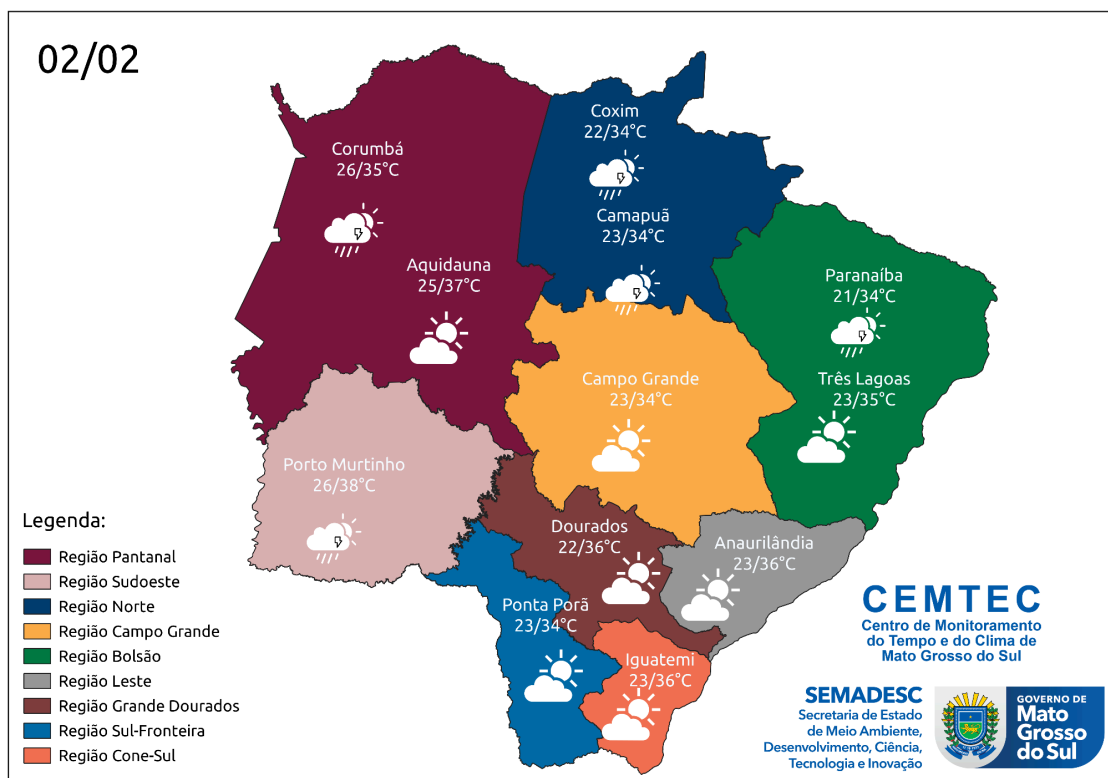 02/02
Coxim
22/34°C
Corumbá
26/35°C
Camapuã
23/34°C
Aquidauna
25/37°C
Paranaíba
21/34°C
Campo Grande
23/34°C
Três Lagoas
23/35°C
Porto Murtinho
26/38°C
Dourados
22/36°C
Anaurilândia
23/36°C
Ponta Porã
23/34°C
Iguatemi
23/36°C
Legenda:
Região Pantanal
Região Sudoeste
Região Norte
Região Campo Grande
Região Bolsão
Região Leste
Região Grande Dourados
Região Sul-Fronteira
Região Cone-Sul
CEMTEC
Centro de Monitoramento
do Tempo e do Clima de
Mato Grosso do Sul
SEMADESC
Secretaria de Estado
de Meio Ambiente,
Desenvolvimento, Ciência,
Tecnologia e Inovação
GOVERNO DE
Mato
Grosso
do Sul